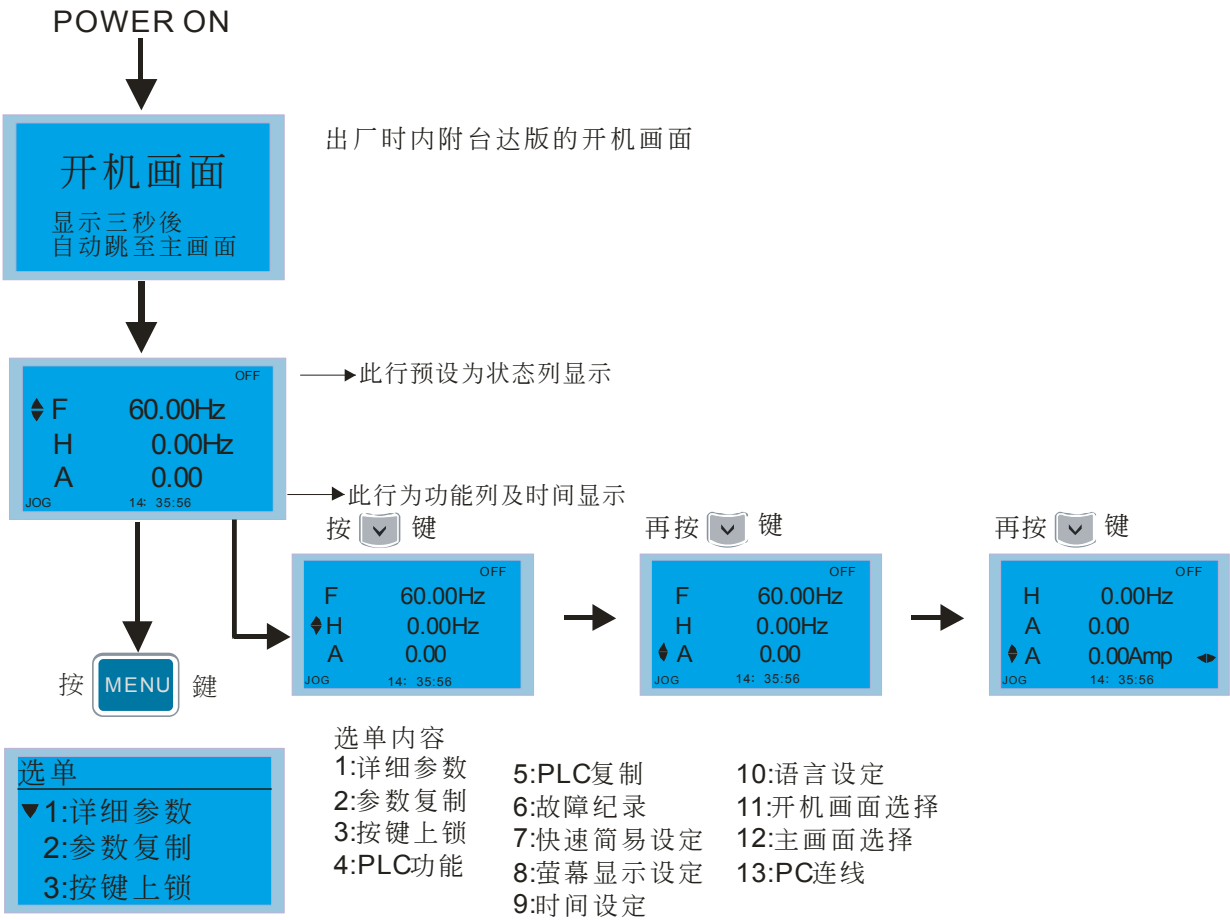 POWER ON
开机画面
显示三秒後
自动跳至主画面
出厂时内附台达版的开机画面
OFF
F 60.00Hz
H 0.00Hz
A 0.00
JOG 14: 35:56
此行预设为状态列显示
此行为功能列及时间显示
按 键
OFF
F 60.00Hz
H 0.00Hz
A 0.00
JOG 14: 35:56
再按 键
OFF
F 60.00Hz
H 0.00Hz
A 0.00
JOG 14: 35:56
再按 键
OFF
H 0.00Hz
A 0.00
A 0.00Amp
JOG 14: 35:56
按 MENU 鍵
选单
1:详细参数
2:参数复制
3:按键上锁
选单内容
1:详细参数
2:参数复制
3:按键上锁
4:PLC功能
5:PLC复制
6:故障纪录
7:快速简易设定
8:萤幕显示设定
9:时间设定
10:语言设定
11:开机画面选择
12:主画面选择
13:PC连线